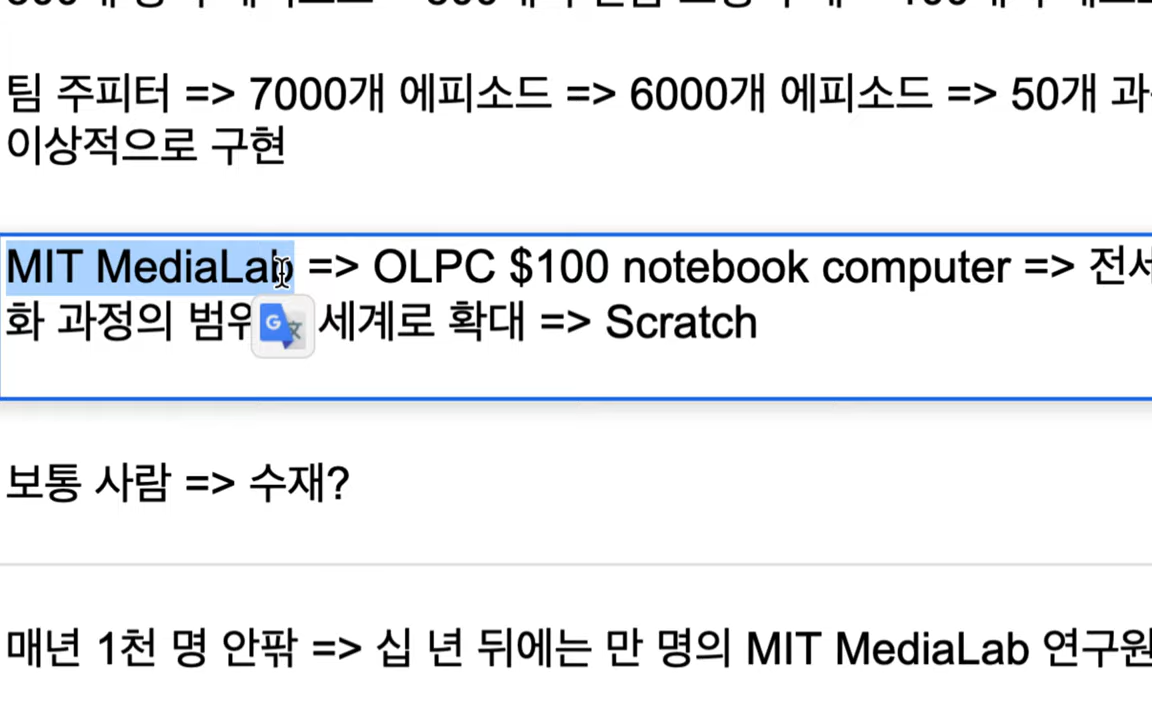 팀 주피터 => 7000개 에피소드 => 6000개 에피소드 => 50개
이상적으로 구현
MIT MediaLab => OLPC $100 notebook computer =>
화 과정의 세계로 확대 => Scratch
보통 사람 => 수재?
매년 1천 명 안팎 => 십 년 뒤에는 만 명의 MIT MediaLab 연구원